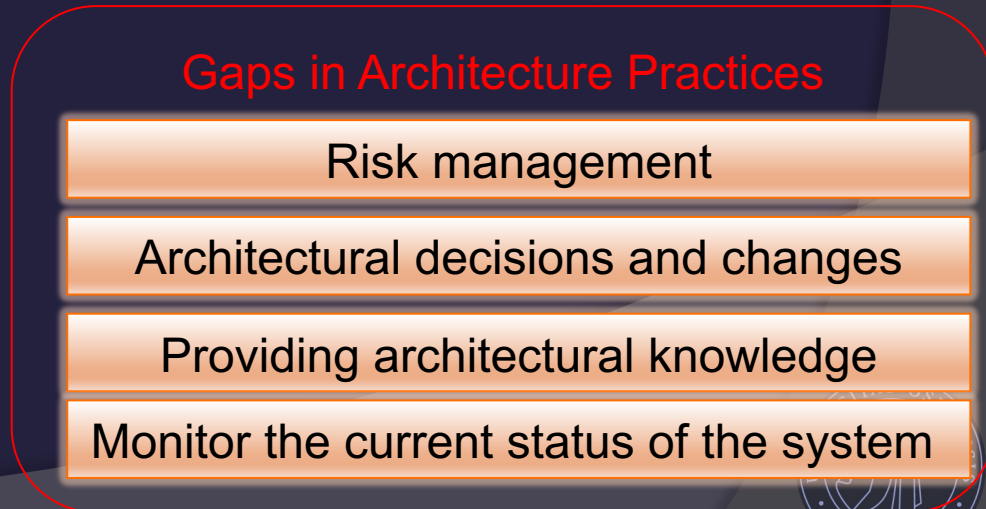 Gaps in Architecture Practices
Risk management
Architectural decisions and changes
Providing architectural knowledge
Monitor the current status of the system